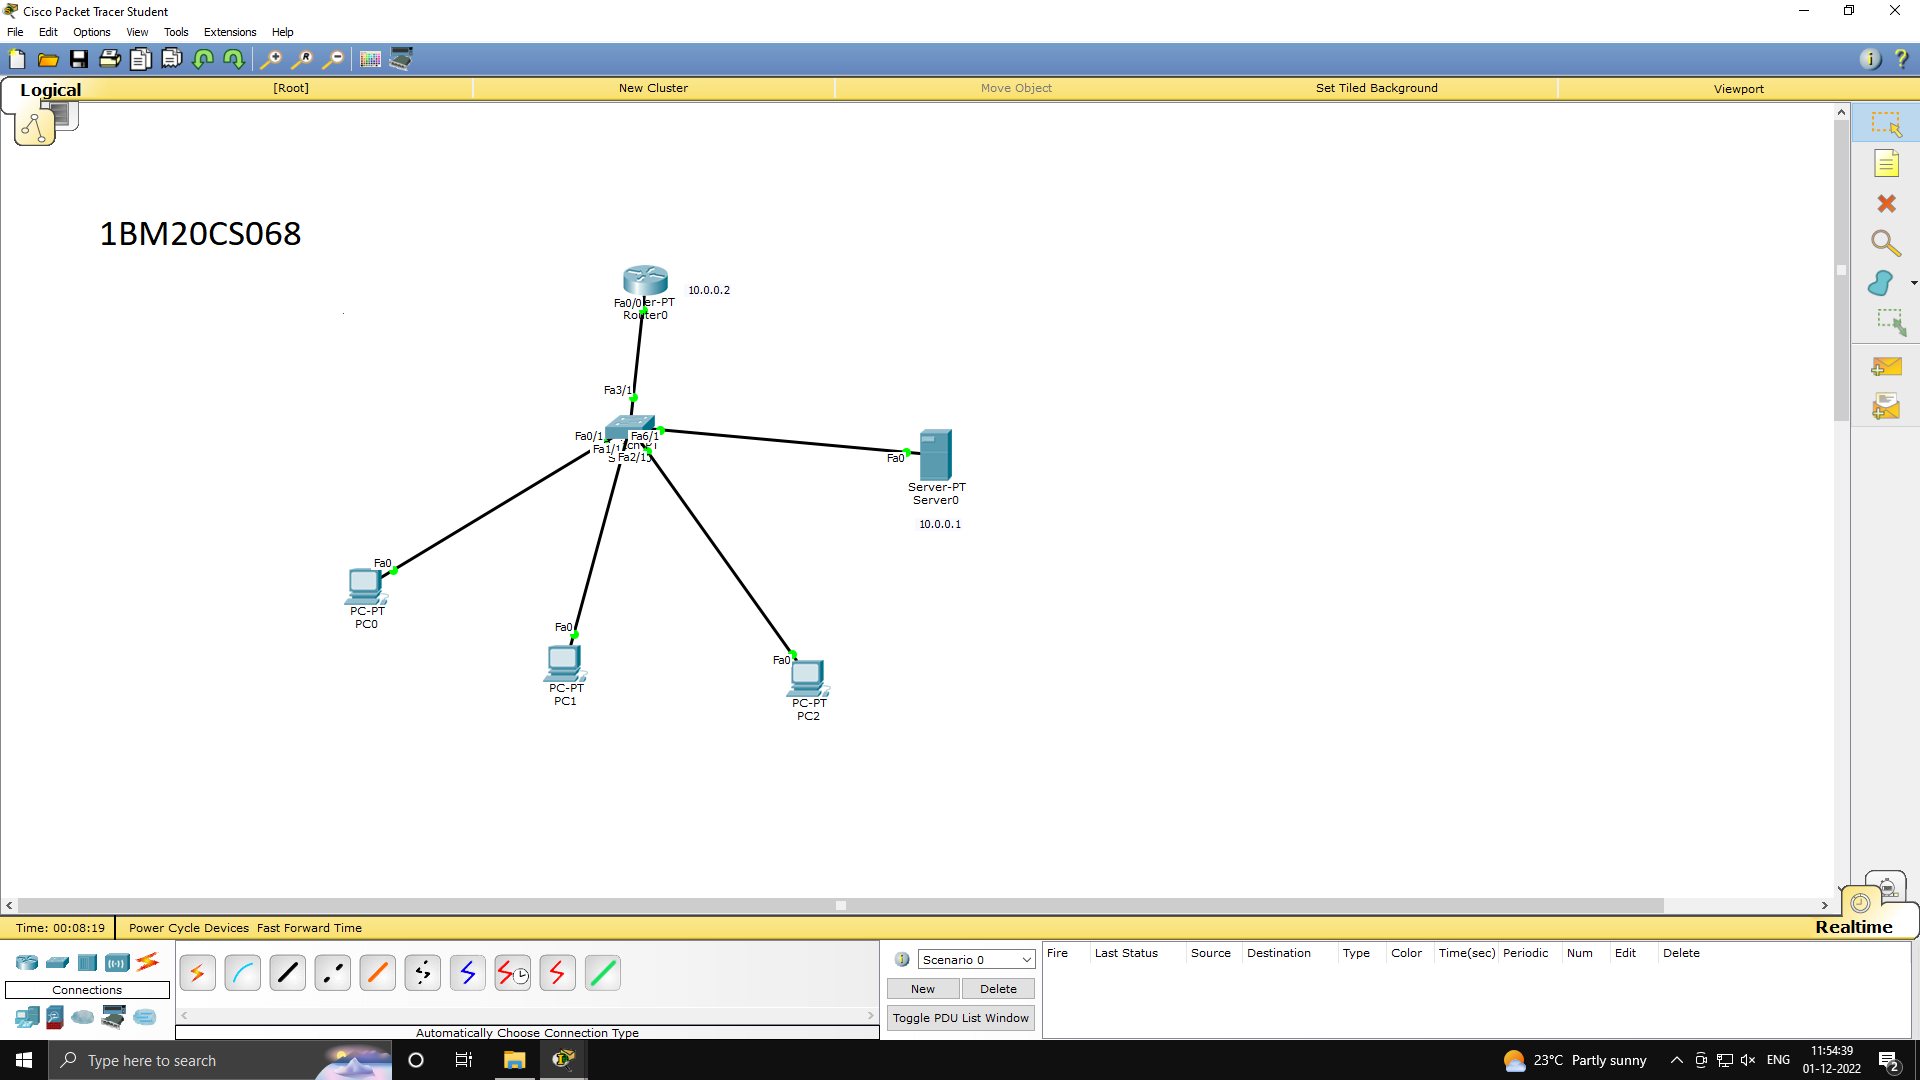 Cisco Packet Tracer Student
File Edit Options View Tools Extensions Help
Logical [Root] New Cluster Move Object Set Tiled Background Viewport
1BM20CS068
10.0.0.2
Fa0/0 er-PT
Router0
Fa3/1
Fa0/1 Fa6/1
Fa1/1
Fa2/1
Fa0
Server-PT
Server0
10.0.0.1
Fa0
PC-PT
PC0
Fa0
PC-PT
PC1
Fa0
PC-PT
PC2
Time: 00:08:19 Power Cycle Devices Fast Forward Time
Realtime
Connections
Automatically Choose Connection Type
Scenario 0
New Delete
Toggle PDU List Window
Fire Last Status Source Destination Type Color Time(sec) Periodic Num Edit Delete
Type here to search
23°C Partly sunny
ENG
11:54:39
01-12-2022
2